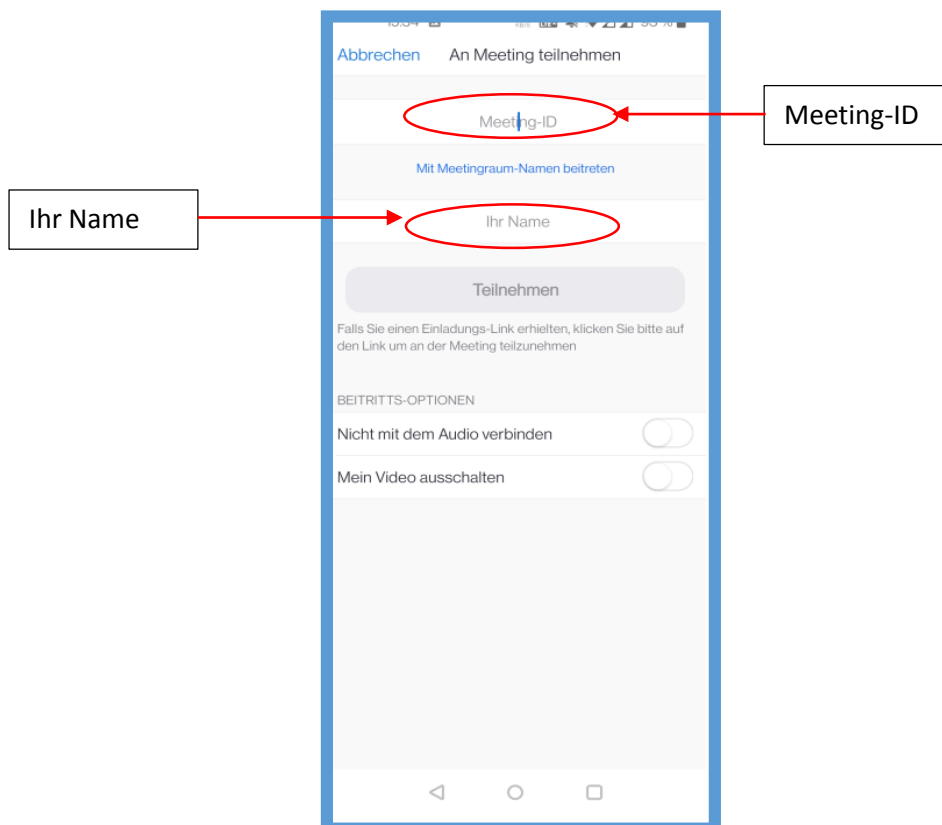 Abbrechen An Meeting teilnehmen
Meeting-ID
Meeting-ID
Mit Meetingraum-Namen beitreten
Ihr Name
Ihr Name
Teilnehmen
Falls Sie einen Einladungs-Link erhielten, klicken Sie bitte auf
den Link um an der Meeting teilzunehmen
BEITRITTS-OPTIONEN
Nicht mit dem Audio verbinden
Mein Video ausschalten